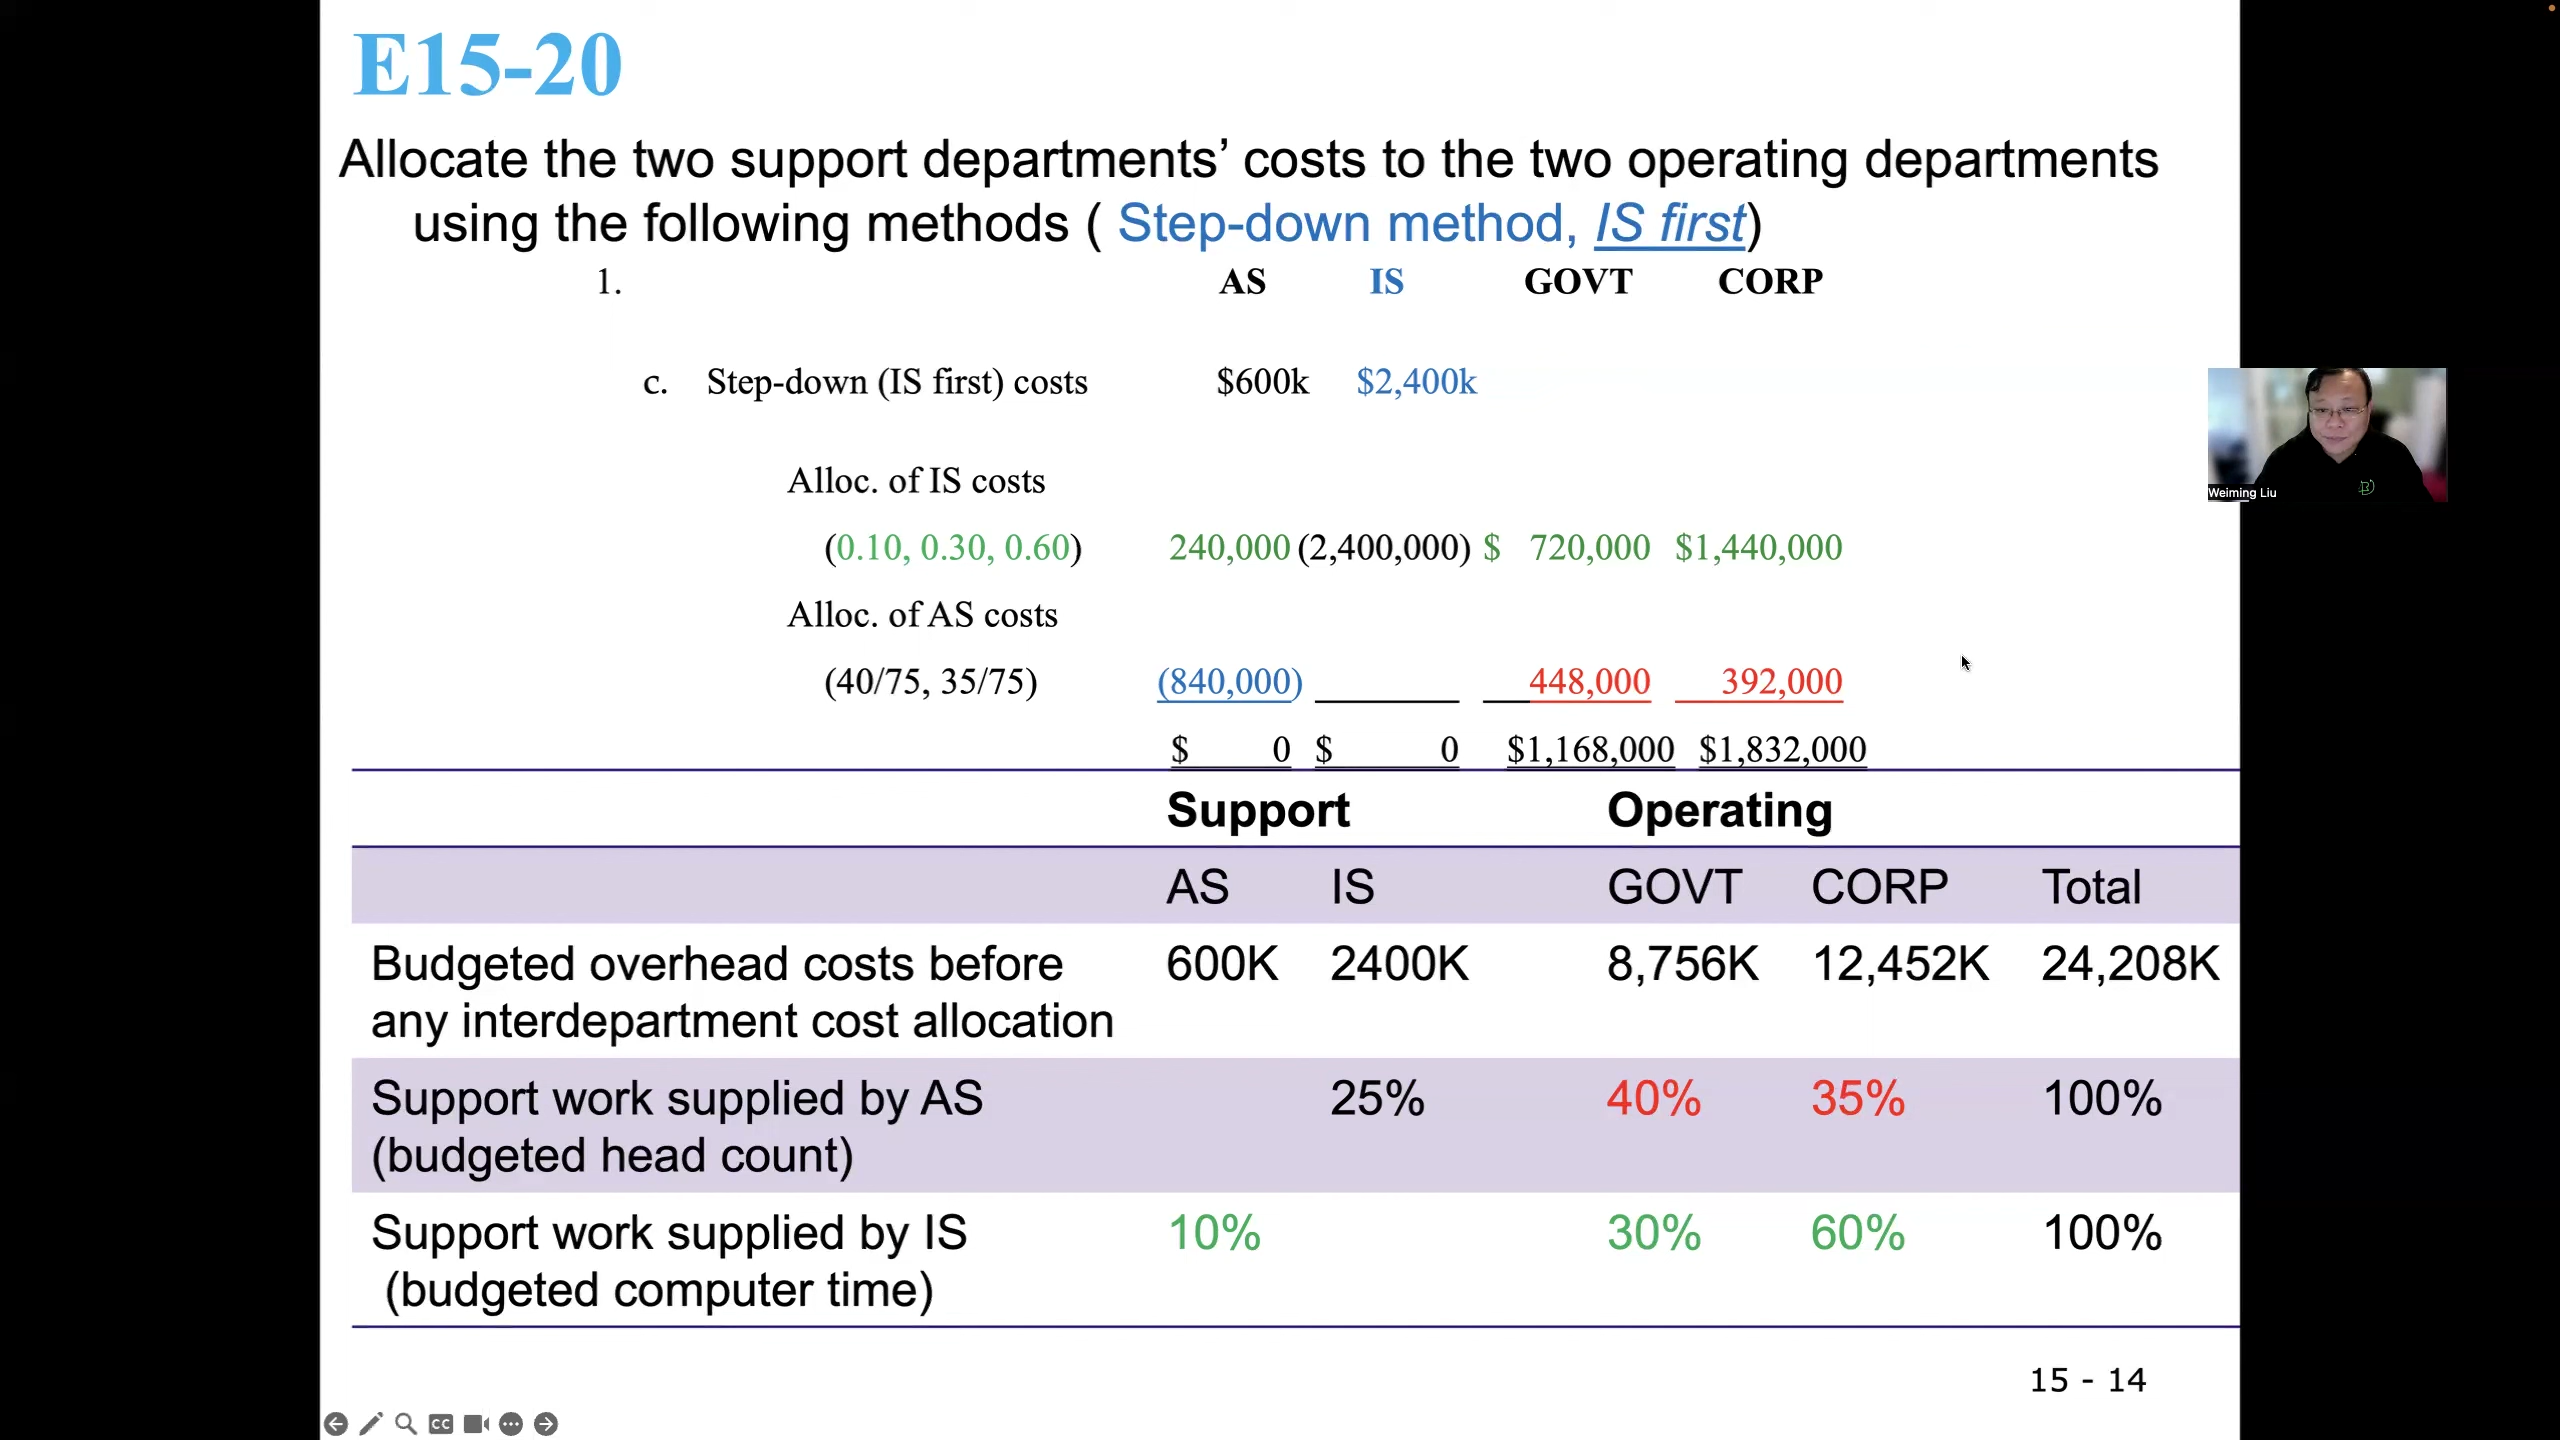 E15-20
Allocate the two support departments’ costs to the two operating departments
using the following methods ( Step-down method, IS first)
1. AS IS GOVT CORP
c. Step-down (IS first) costs $600k $2,400k
Alloc. of IS costs
(0.10, 0.30, 0.60) 240,000 (2,400,000) $ 720,000 $1,440,000
Alloc. of AS costs
(40/75, 35/75) (840,000) 448,000 392,000
$ 0 $ 0 $1,168,000 $1,832,000
Support Operating
AS IS GOVT CORP Total
Budgeted overhead costs before 600K 2400K 8,756K 12,452K 24,208K
any interdepartment cost allocation
Support work supplied by AS 25% 40% 35% 100%
(budgeted head count)
Support work supplied by IS 10% 30% 60% 100%
(budgeted computer time)
15 - 14
Weiming Liu
CC